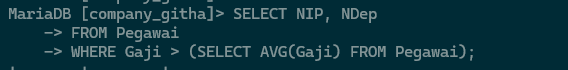 MariaDB [company_githa]> SELECT NIP, NDep
    -> FROM Pegawai
    -> WHERE Gaji > (SELECT AVG(Gaji) FROM Pegawai);